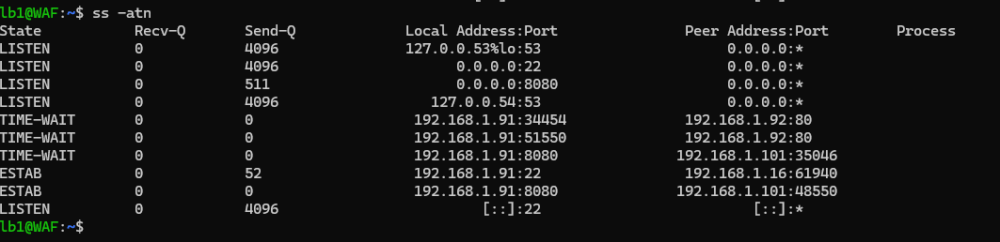 lb1@WAF:~$ ss -atn
State Recv-Q Send-Q Local Address:Port Peer Address:Port Process
LISTEN 0 4096 127.0.0.53%lo:53 0.0.0.0:*
LISTEN 0 4096 0.0.0.0:22 0.0.0.0:*
LISTEN 0 511 0.0.0.0:8080 0.0.0.0:*
LISTEN 0 4096 127.0.0.54:53 0.0.0.0:*
TIME-WAIT 0 0 192.168.1.91:34454 192.168.1.92:80
TIME-WAIT 0 0 192.168.1.91:51550 192.168.1.92:80
TIME-WAIT 0 0 192.168.1.91:8080 192.168.1.101:35046
ESTAB 0 52 192.168.1.91:22 192.168.1.16:61940
ESTAB 0 0 192.168.1.91:8080 192.168.1.101:48550
LISTEN 0 4096 [::]:22 [::]:*
lb1@WAF:~$